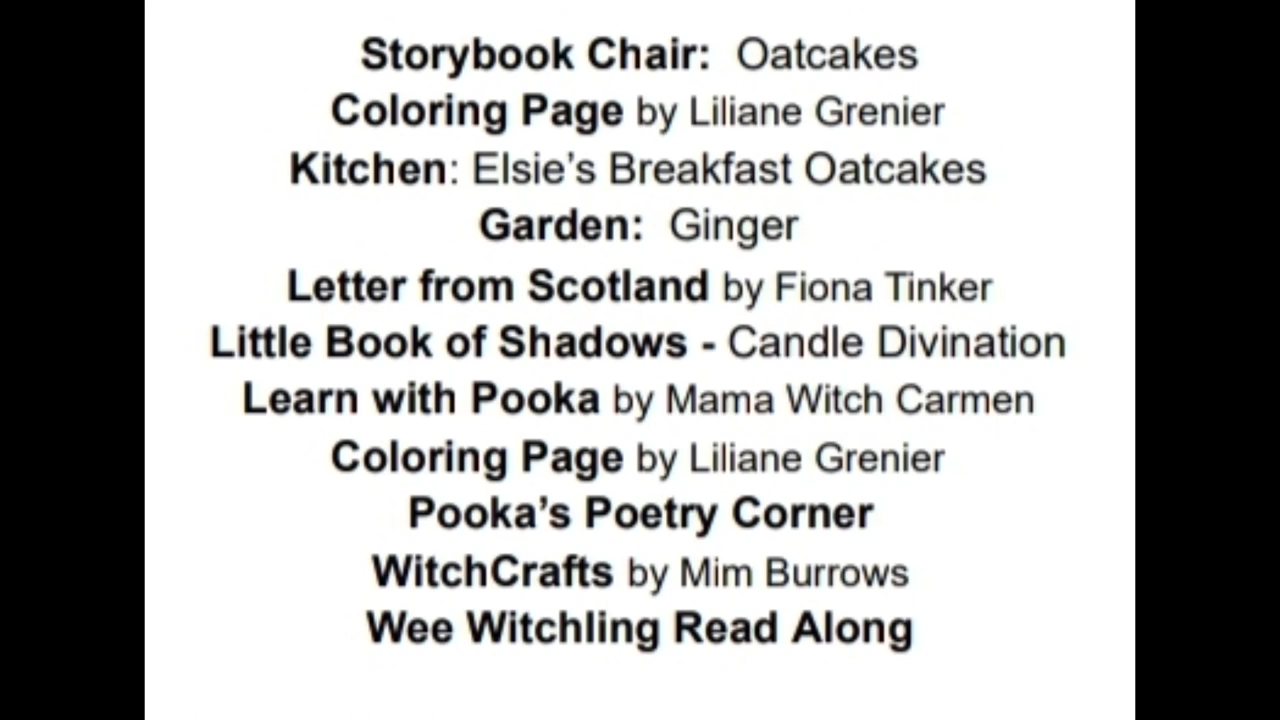 Storybook Chair: Oatcakes
Coloring Page by Liliane Grenier
Kitchen: Elsie’s Breakfast Oatcakes
Garden: Ginger
Letter from Scotland by Fiona Tinker
Little Book of Shadows - Candle Divination
Learn with Pooka by Mama Witch Carmen
Coloring Page by Liliane Grenier
Pooka’s Poetry Corner
WitchCrafts by Mim Burrows
Wee Witchling Read Along